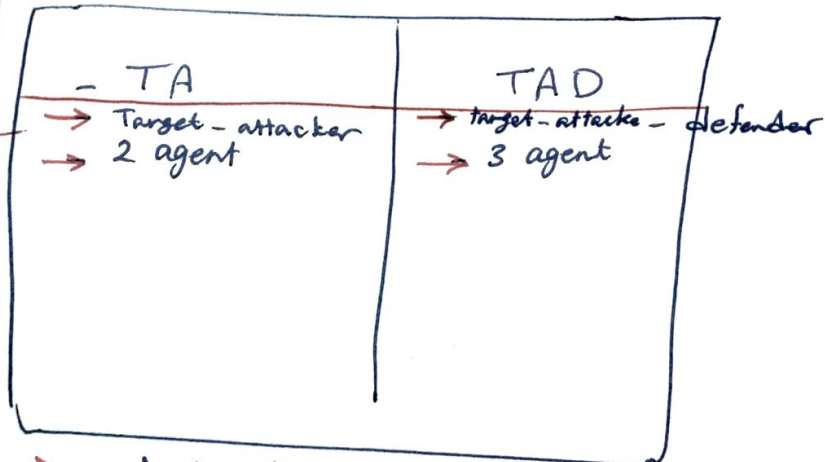 - TA
Target-attacker
2 agent
TAD
target-attacke-defender
3 agent